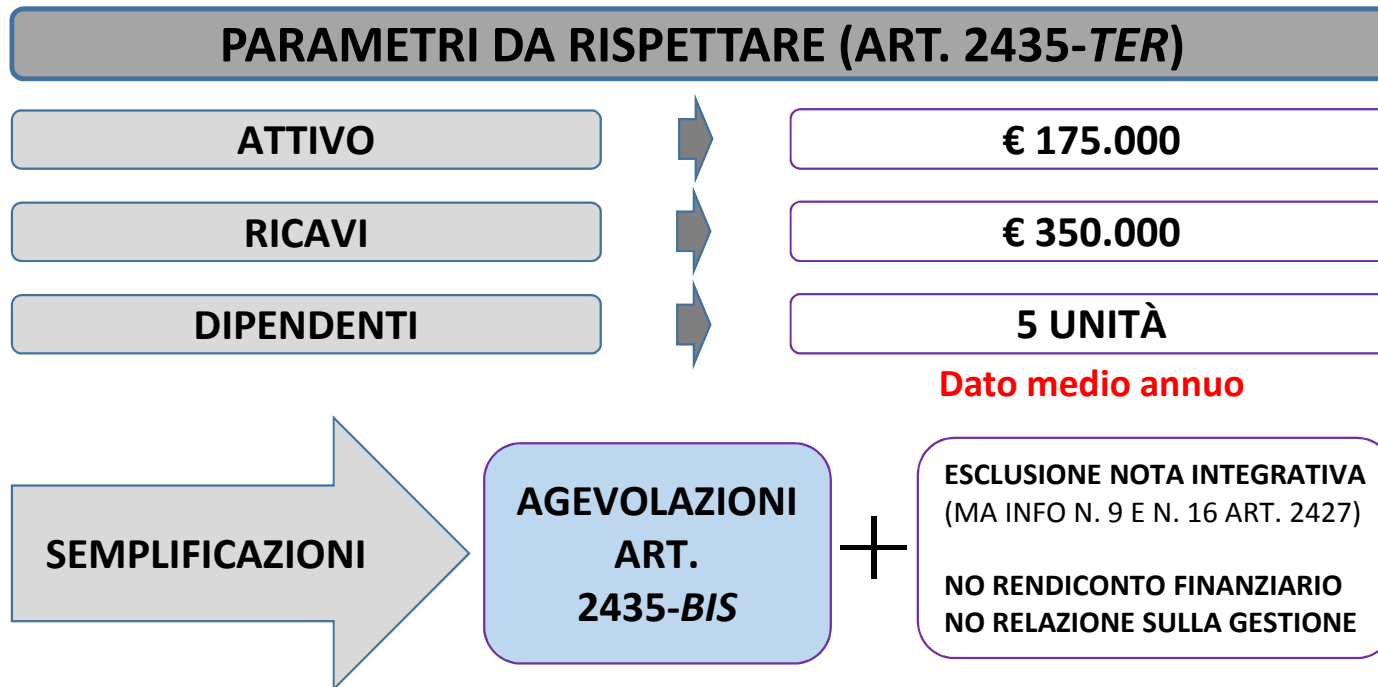 PARAMETRI DA RISPETTARE (ART. 2435-TER)
ATTIVO
€ 175.000
RICAVI
€ 350.000
DIPENDENTI
5 UNITÀ
Dato medio annuo
SEMPLIFICAZIONI
AGEVOLAZIONI
ART.
2435-BIS
ESCLUSIONE NOTA INTEGRATIVA
(MA INFO N. 9 E N. 16 ART. 2427)
NO RENDICONTO FINANZIARIO
NO RELAZIONE SULLA GESTIONE